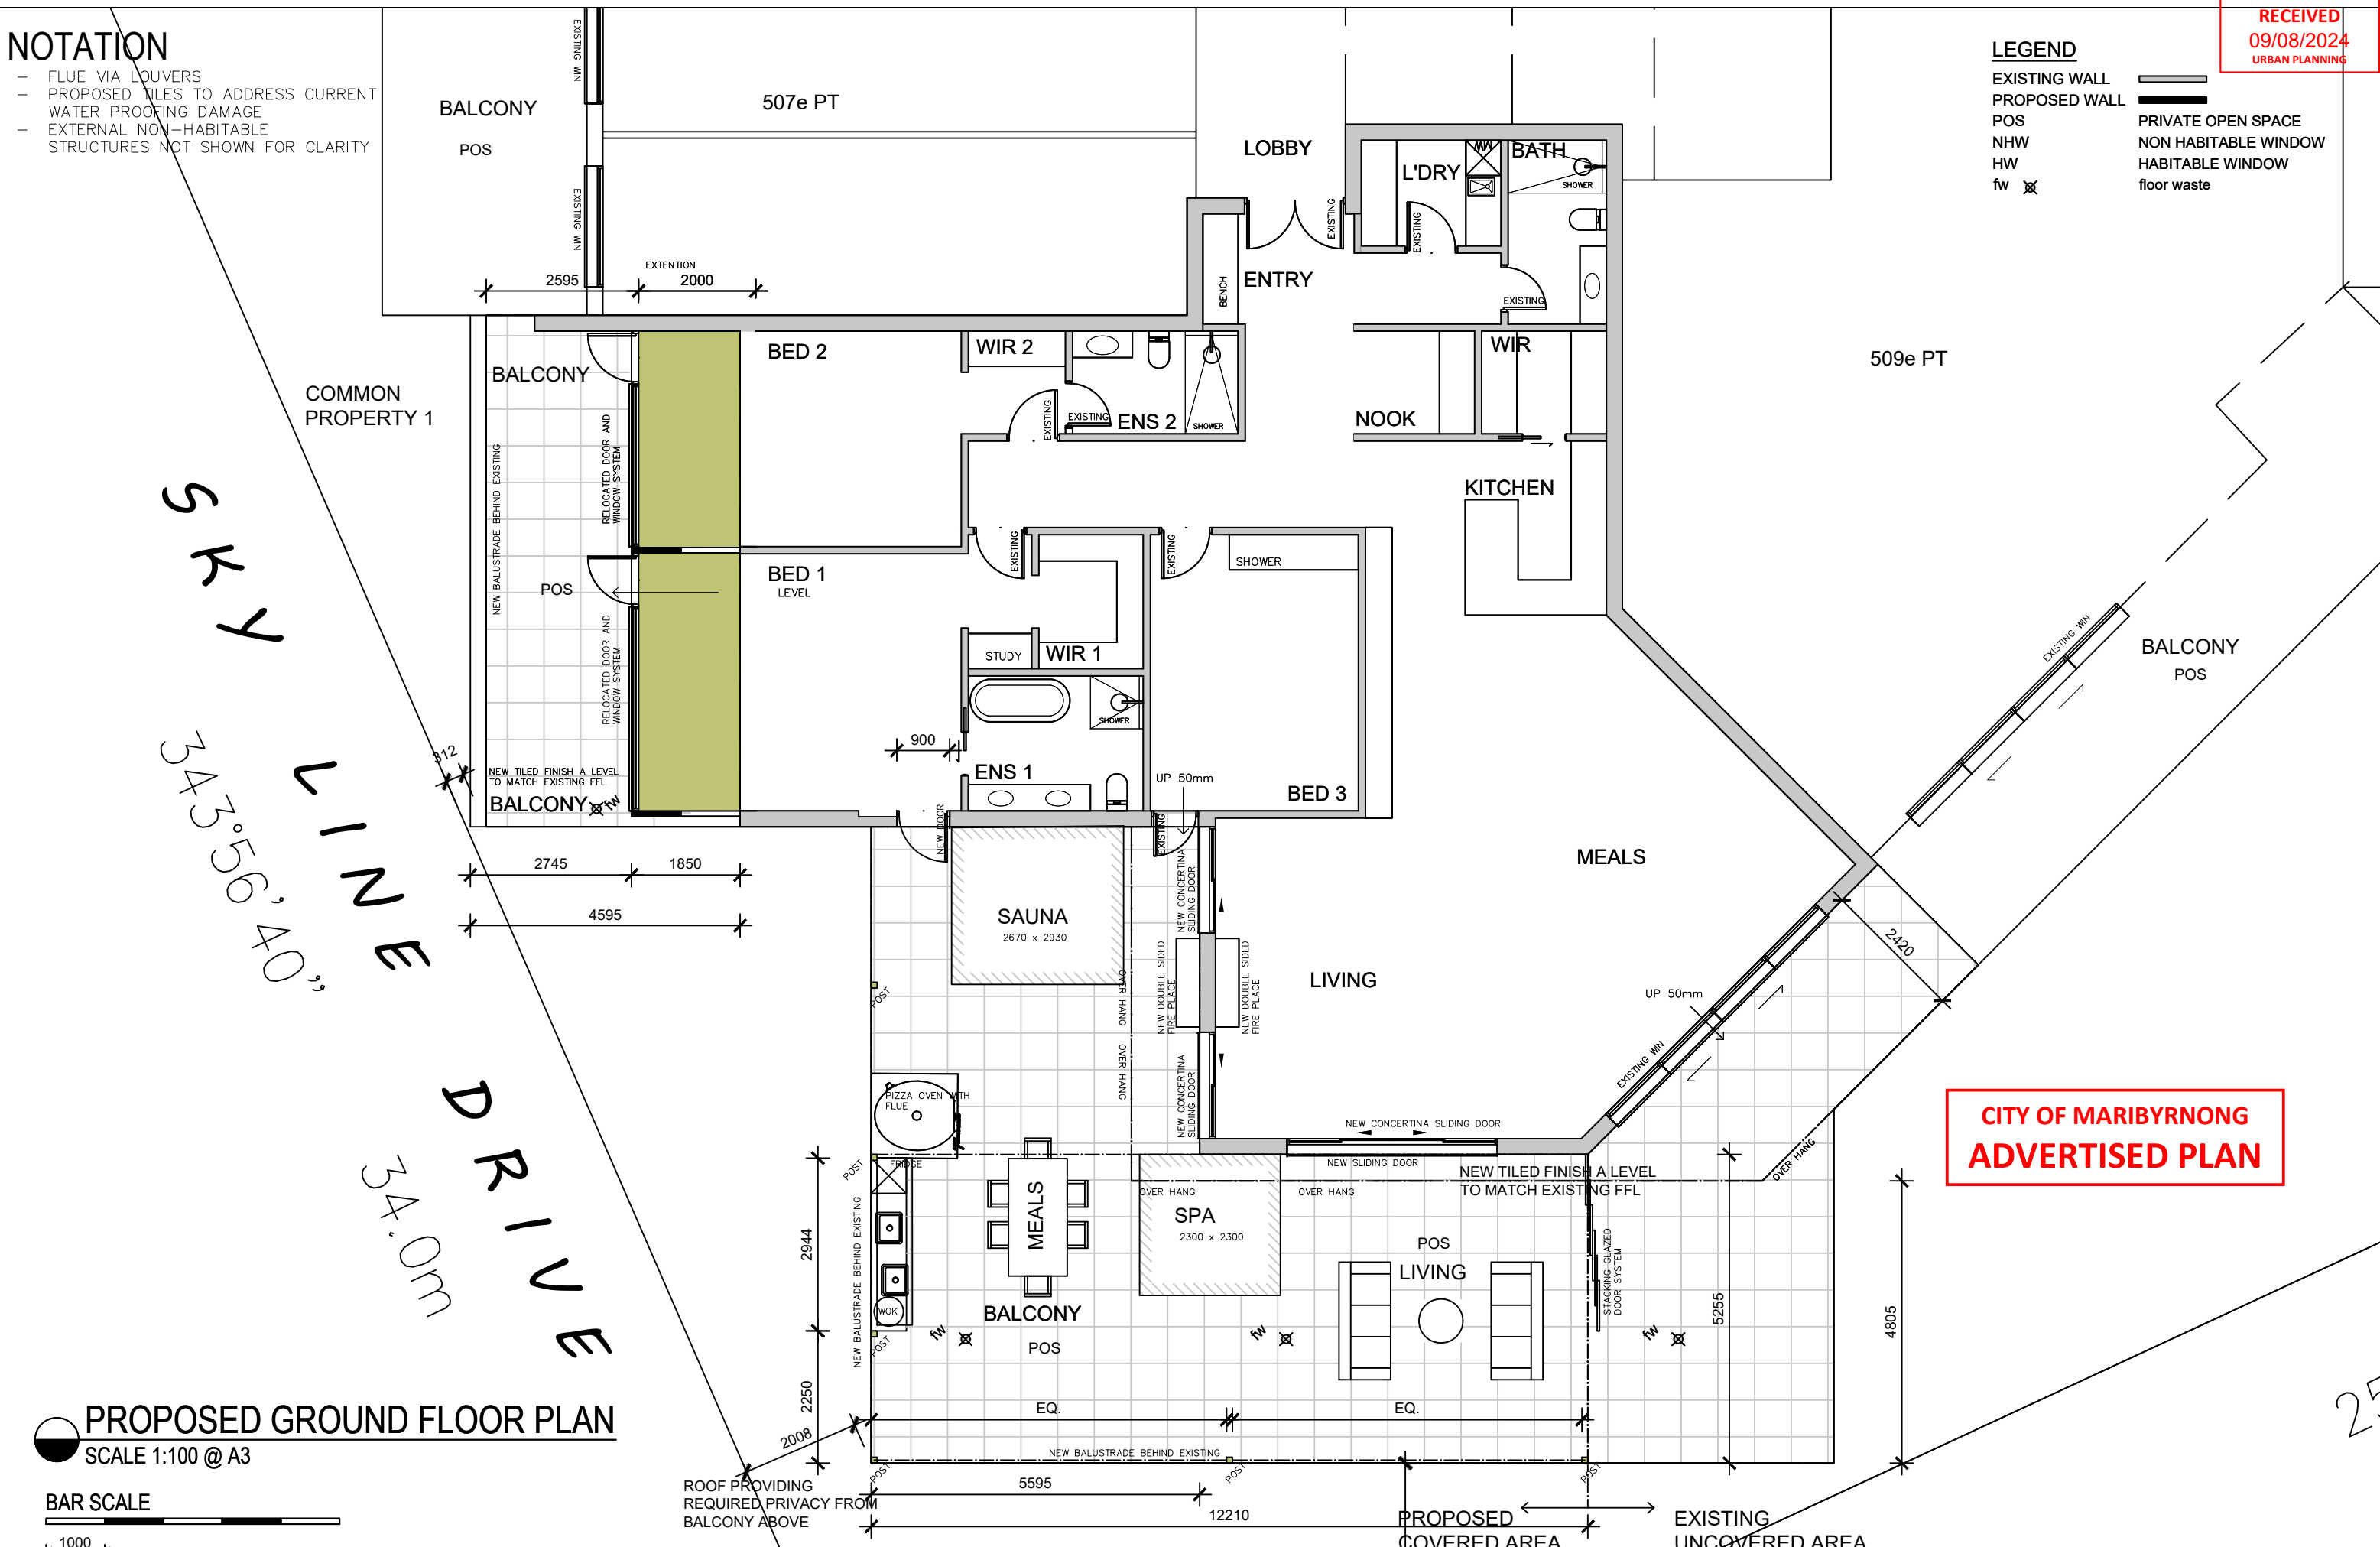 NOTATION
- FLUE VIA LOUVERS
- PROPOSED TILES TO ADDRESS CURRENT
WATER PROOFING DAMAGE
- EXTERNAL NON-HABITABLE
STRUCTURES NOT SHOWN FOR CLARITY
RECEIVED
09/08/2024
URBAN PLANNING
LEGEND
EXISTING WALL
PROPOSED WALL
POS PRIVATE OPEN SPACE
NHW NON HABITABLE WINDOW
HW HABITABLE WINDOW
fw floor waste
EXISTING WIN
BALCONY
POS
EXISTING WIN
507e PT
LOBBY
L'DRY
BATH
SHOWER
EXISTING
EXISTING
EXISTING
ENTRY
BENCH
EXTENTION
2595
2000
COMMON
PROPERTY 1
BALCONY
BED 2
WIR 2
ENS 2
SHOWER
EXISTING
EXISTING
NOOK
WIR
KITCHEN
509e PT
NEW BALUSTRADE BEHIND EXISTING
RELOCATED DOOR AND
WINDOW SYSTEM
POS
BED 1
LEVEL
EXISTING
EXISTING
SHOWER
STUDY
WIR 1
RELOCATED DOOR AND
WINDOW SYSTEM
EXISTING WIN
BALCONY
POS
SHOWER
900
ENS 1
UP 50mm
BED 3
312
NEW TILED FINISH A LEVEL
TO MATCH EXISTING FFL
BALCONY
fw
NEW DOOR
EXISTING
2745
1850
4595
SKY LINE DRIVE
343°56'40"
34.0m
SAUNA
2670 x 2930
NEW CONCERTINA
SLIDING DOOR
MEALS
LIVING
NEW DOUBLE SIDED
FIRE PLACE
NEW DOUBLE SIDED
FIRE PLACE
OVER HANG
OVER HANG
POST
UP 50mm
2420
EXISTING WIN
NEW CONCERTINA
SLIDING DOOR
PIZZA OVEN WITH
FLUE
NEW CONCERTINA SLIDING DOOR
NEW SLIDING DOOR
NEW TILED FINISH A LEVEL
TO MATCH EXISTING FFL
OVER HANG
OVER HANG
OVER HANG
CITY OF MARIBYRNONG
ADVERTISED PLAN
POST
FRIDGE
MEALS
SPA
2300 x 2300
POS
LIVING
STACKING GLAZED
DOOR SYSTEM
2944
NEW BALUSTRADE BEHIND EXISTING
WOK
BALCONY
POS
POST
fw
fw
fw
5255
4805
2250
EQ.
EQ.
2008
NEW BALUSTRADE BEHIND EXISTING
POST
POST
POST
5595
12210
ROOF PROVIDING
REQUIRED PRIVACY FROM
BALCONY ABOVE
PROPOSED
COVERED AREA
EXISTING
UNCOVERED AREA
PROPOSED GROUND FLOOR PLAN
SCALE 1:100 @ A3
BAR SCALE
1000